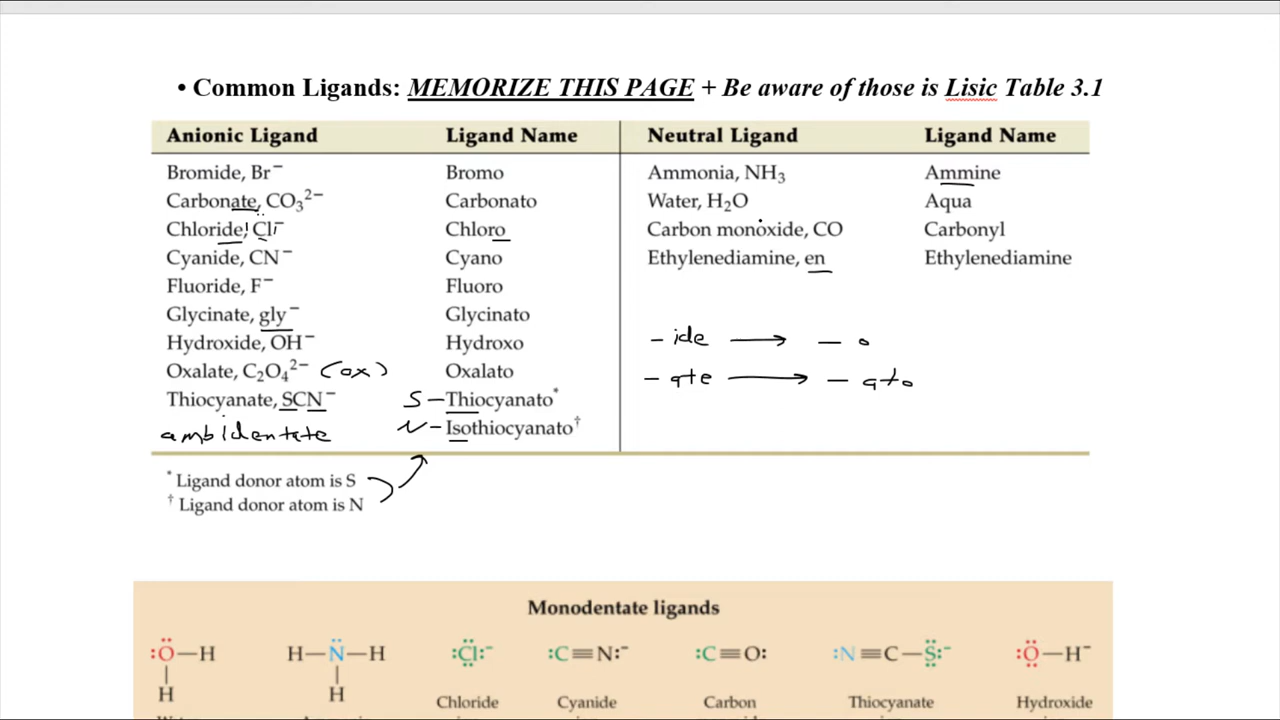 • Common Ligands: MEMORIZE THIS PAGE + Be aware of those is Lisic Table 3.1
Anionic Ligand Ligand Name Neutral Ligand Ligand Name
Bromide, Br⁻ Bromo Ammonia, NH₃ Ammine
Carbonate, CO₃²⁻ Carbonato Water, H₂O Aqua
Chloride, Cl⁻ Chloro Carbon monoxide, CO Carbonyl
Cyanide, CN⁻ Cyano Ethylenediamine, en Ethylenediamine
Fluoride, F⁻ Fluoro
Glycinate, gly⁻ Glycinato
Hydroxide, OH⁻ Hydroxo – ide ⟶ – o
Oxalate, C₂O₄²⁻ (ox) Oxalato – ate ⟶ – ato
Thiocyanate, SCN⁻ S– Thiocyanato*
ambidentate N– Isothiocyanato†
* Ligand donor atom is S
† Ligand donor atom is N
Monodentate ligands
:Ö—H H—N̈—H :C̈l:⁻ :C≡N:⁻ :C≡O: :N≡C—S̈:⁻ :Ö—H⁻
H H
Chloride Cyanide Carbon Thiocyanate Hydroxide